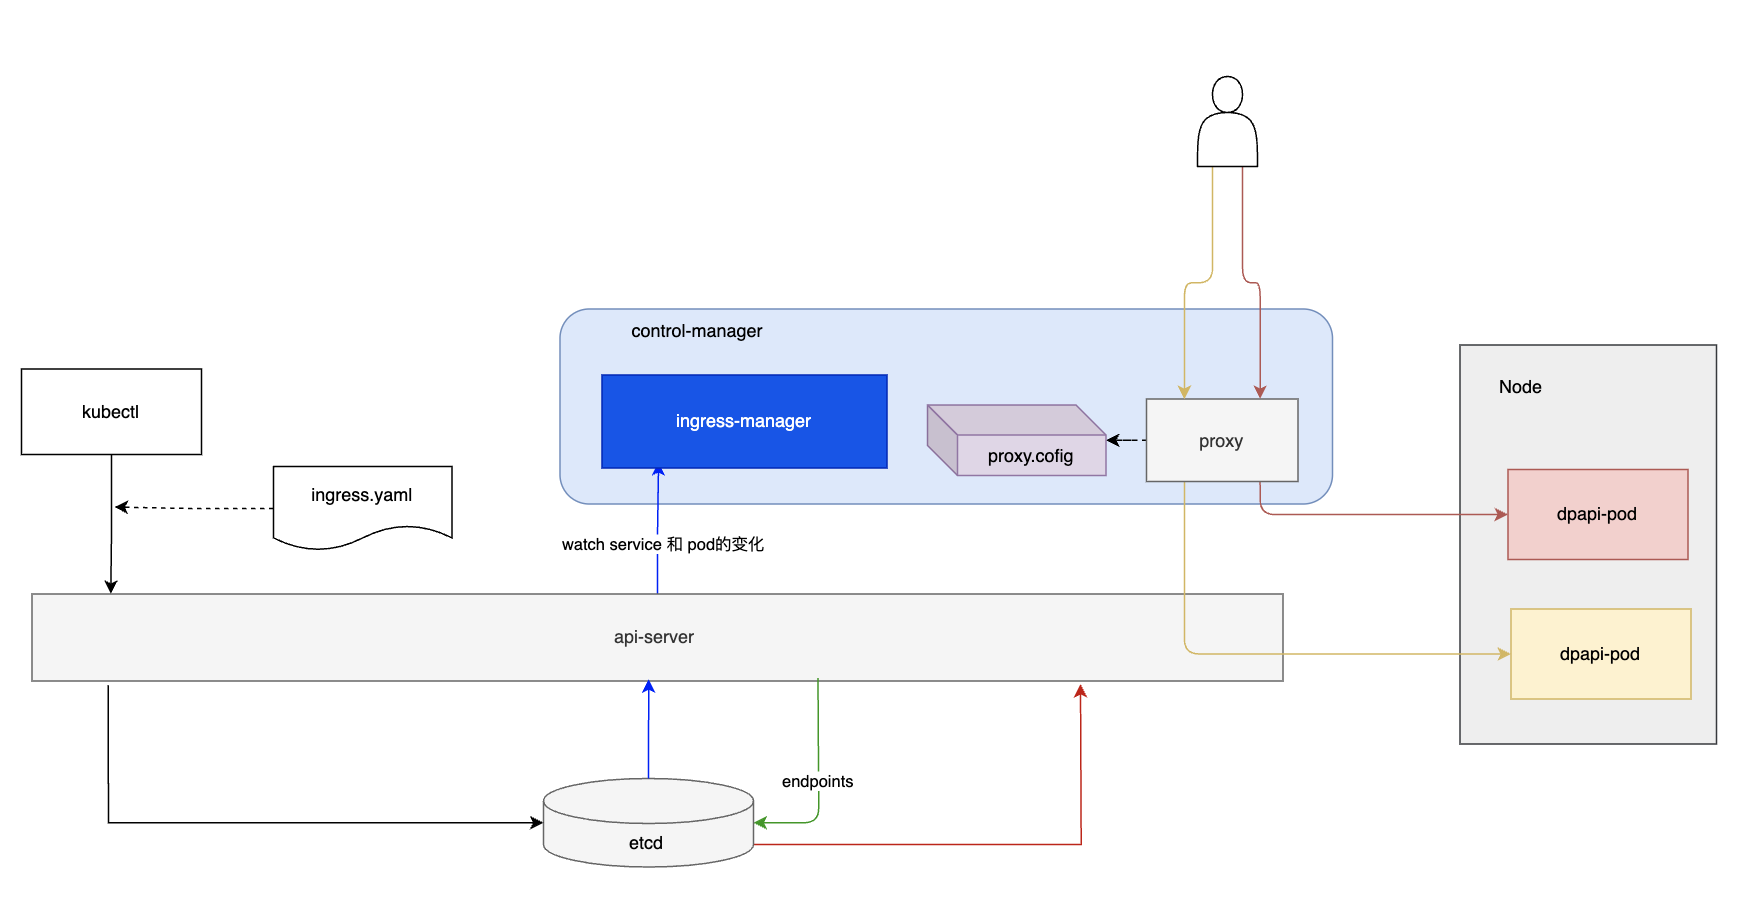 control-manager
kubectl
ingress-manager
proxy.cofig
proxy
Node
ingress.yaml
dpapi-pod
watch service 和 pod的变化
api-server
dpapi-pod
endpoints
etcd